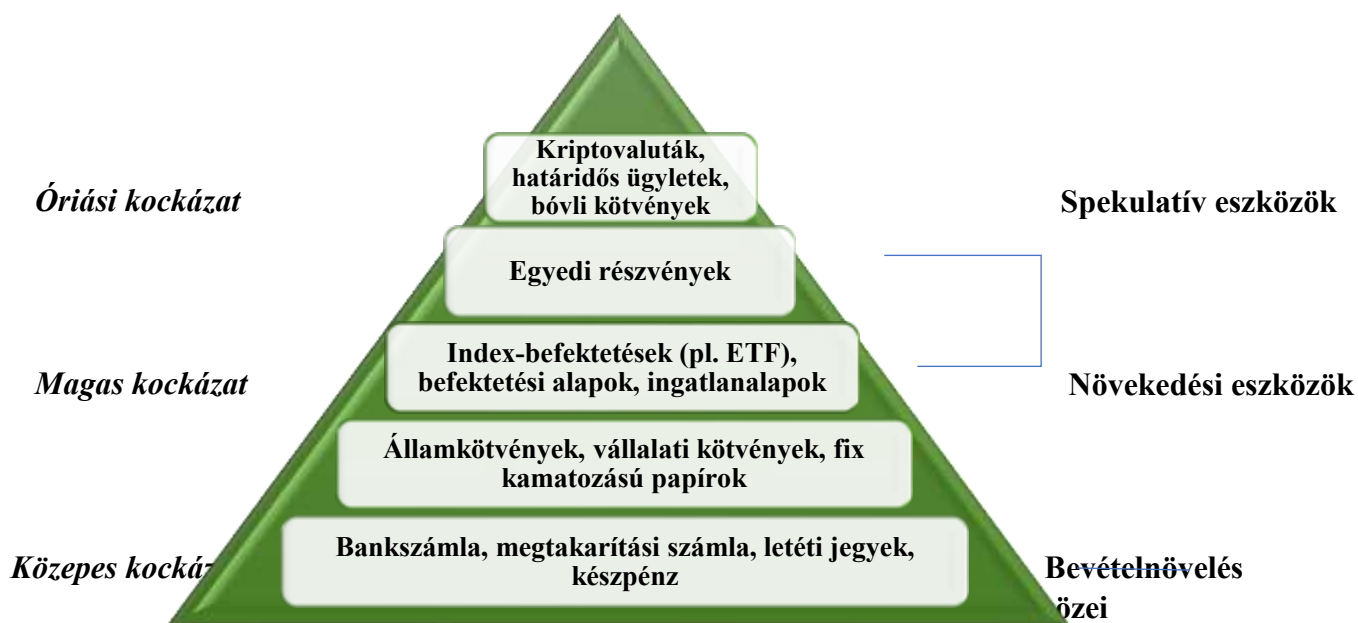 Kriptovaluták,
határidős ügyletek,
bóvli kötvények
Óriási kockázat
Spekulatív eszközök
Egyedi részvények
Index-befektetések (pl. ETF),
befektetési alapok, ingatlanalapok
Magas kockázat
Növekedési eszközök
Államkötvények, vállalati kötvények, fix
kamatozású papírok
Bankszámla, megtakarítási számla, letéti jegyek,
készpénz
Közepes
Bevételnövelés